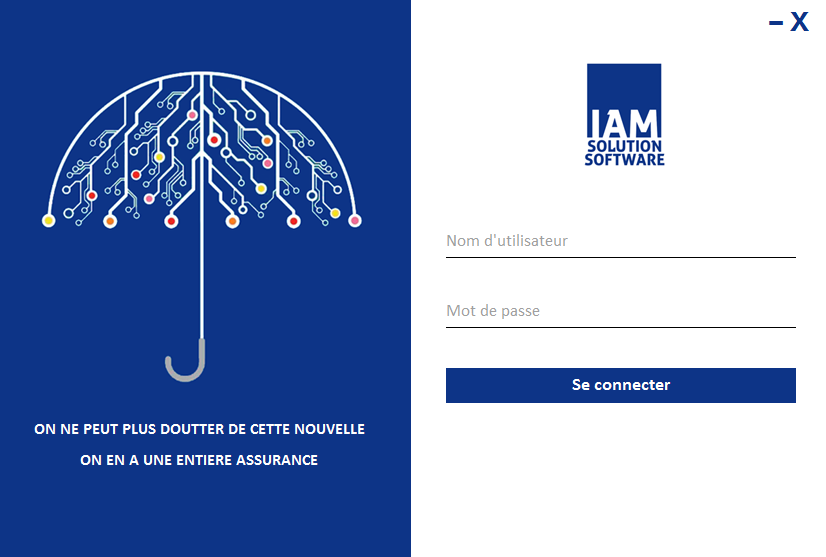 – X
IAM
SOLUTION
SOFTWARE
Nom d'utilisateur
Mot de passe
Se connecter
ON NE PEUT PLUS DOUTTER DE CETTE NOUVELLE
ON EN A UNE ENTIERE ASSURANCE